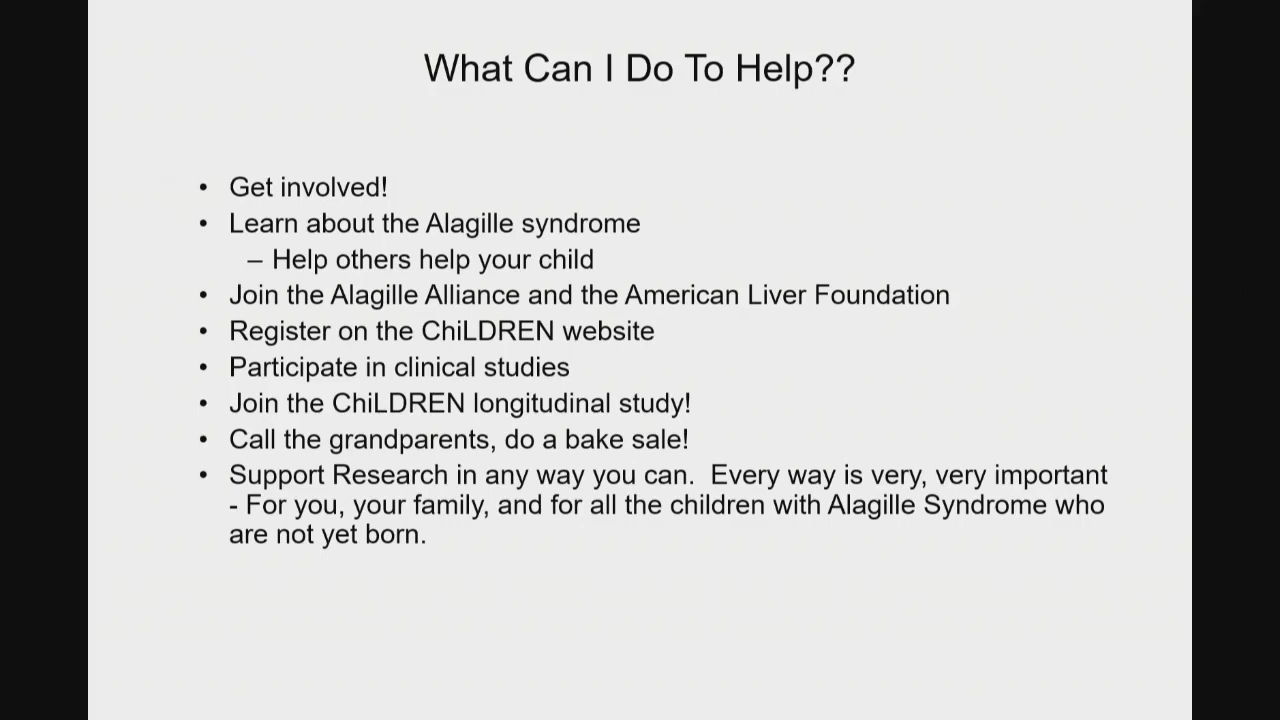 What Can I Do To Help??
• Get involved!
• Learn about the Alagille syndrome
– Help others help your child
• Join the Alagille Alliance and the American Liver Foundation
• Register on the ChiLDREN website
• Participate in clinical studies
• Join the ChiLDREN longitudinal study!
• Call the grandparents, do a bake sale!
• Support Research in any way you can.  Every way is very, very important
- For you, your family, and for all the children with Alagille Syndrome who
are not yet born.